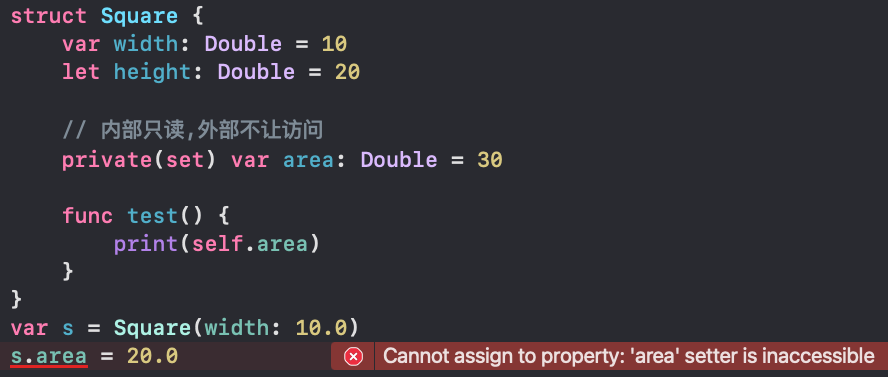 struct Square {
    var width: Double = 10
    let height: Double = 20
    // 内部只读,外部不让访问
    private(set) var area: Double = 30
    func test() {
        print(self.area)
    }
}
var s = Square(width: 10.0)
s.area = 20.0 Cannot assign to property: 'area' setter is inaccessible